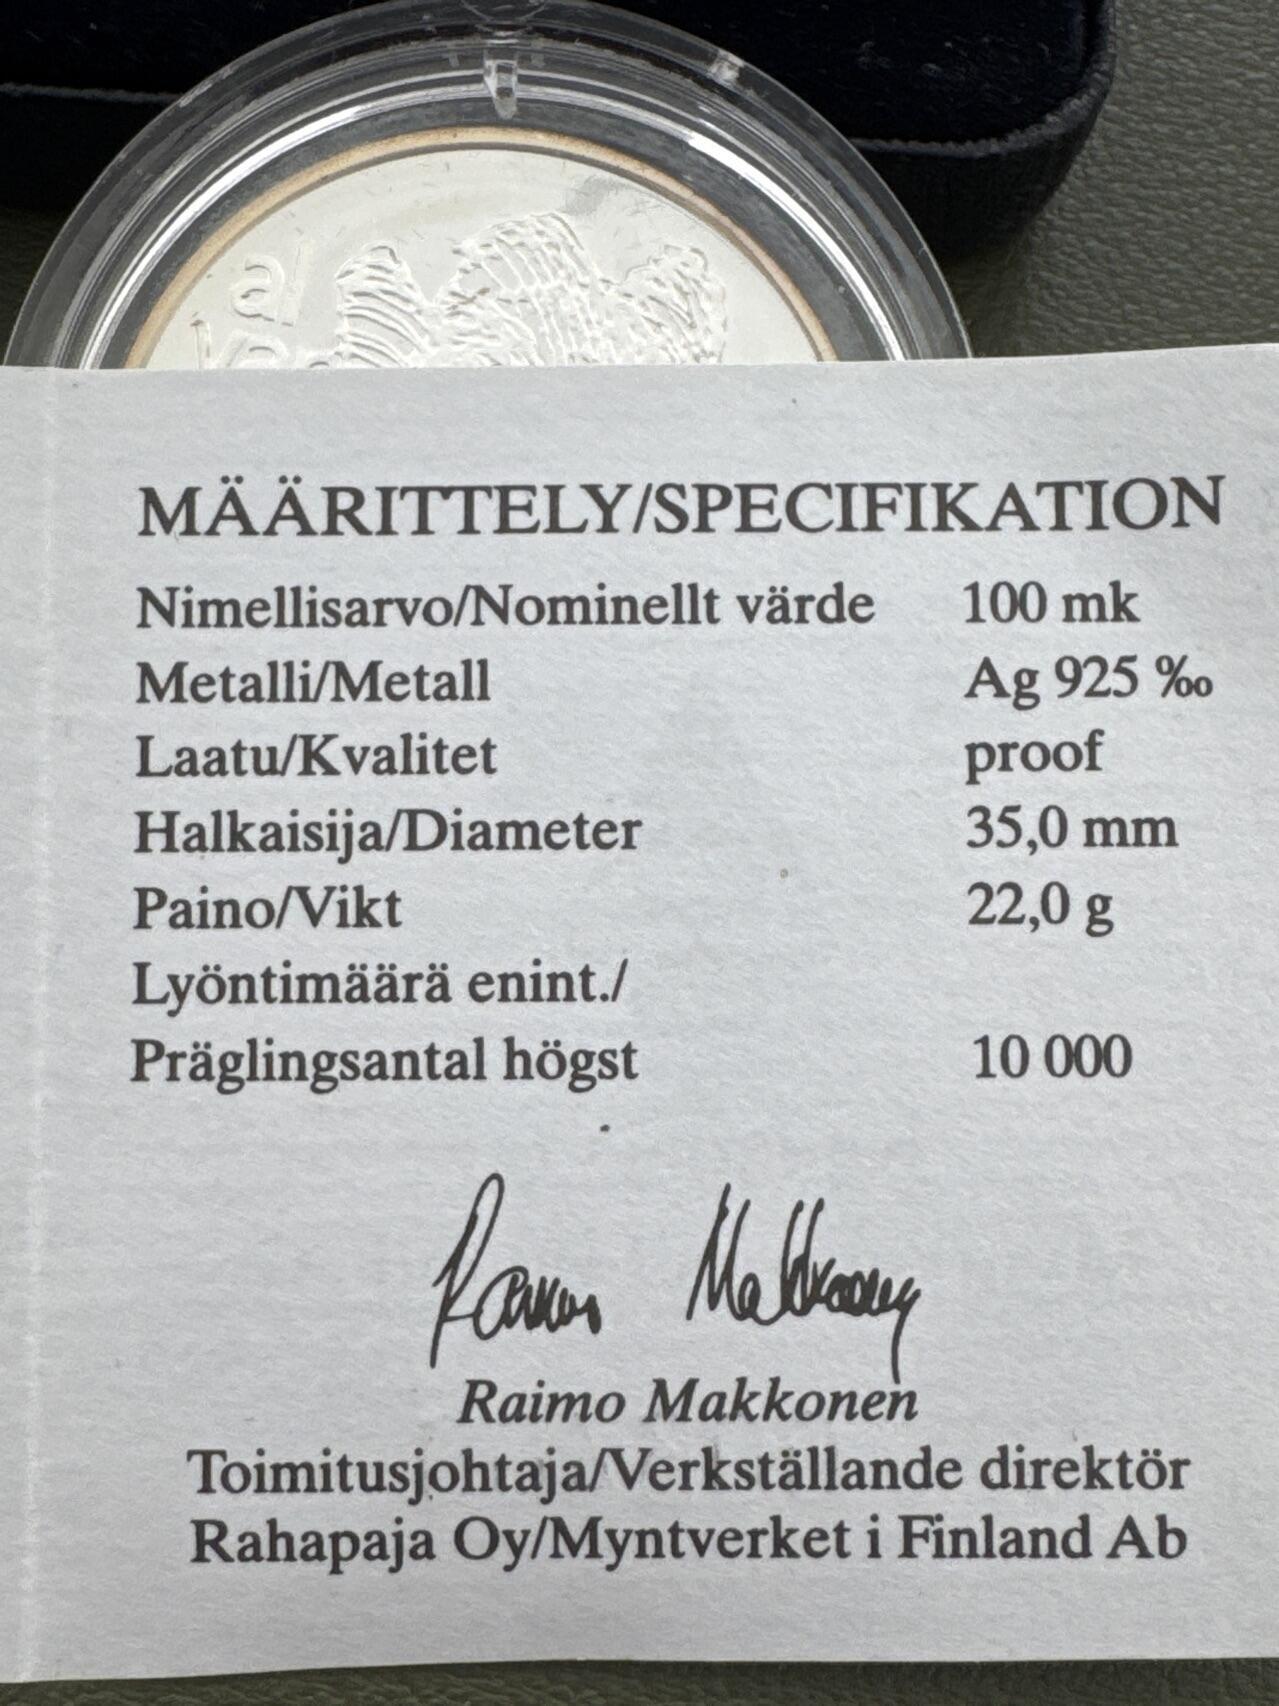 MÄÄRITTELY/SPECIFIKATION
Nimellisarvo/Nominellt värde 100 mk
Metalli/Metall Ag 925 ‰
Laatu/Kvalitet proof
Halkaisija/Diameter 35,0 mm
Paino/Vikt 22,0 g
Lyöntimäärä enint./
Präglingsantal högst 10 000
Raimo Makkonen
Raimo Makkonen
Toimitusjohtaja/Verkställande direktör
Rahapaja Oy/Myntverket i Finland Ab